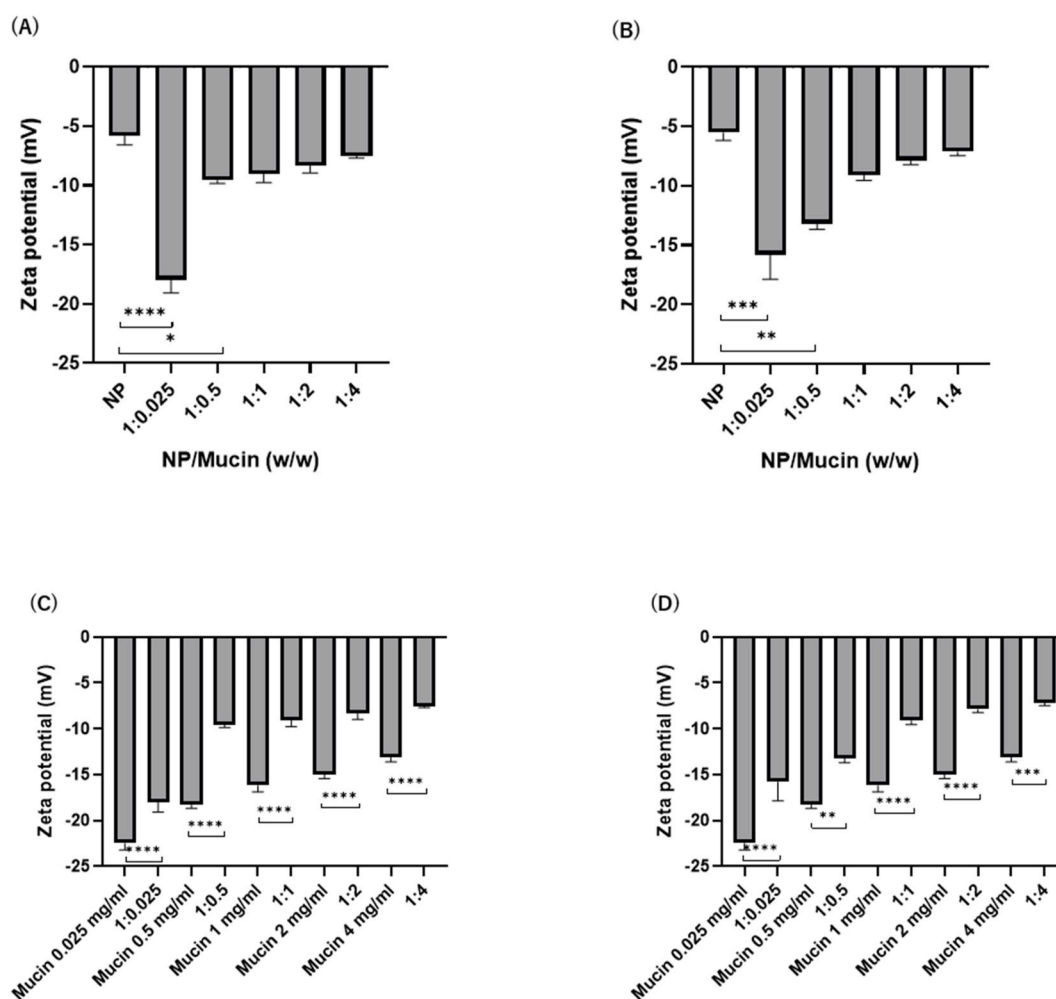 (A)
0
-5
-10
-15
-20
-25
Zeta potential (mV)
****
*
NP
1:0.025
1:0.5
1:1
1:2
1:4
NP/Mucin (w/w)
(B)
0
-5
-10
-15
-20
-25
Zeta potential (mV)
***
**
NP
1:0.025
1:0.5
1:1
1:2
1:4
NP/Mucin (w/w)
(C)
0
-5
-10
-15
-20
-25
Zeta potential (mV)
****
****
****
****
****
Mucin 0.025 mg/ml
1:0.025
Mucin 0.5 mg/ml
1:0.5
Mucin 1 mg/ml
1:1
Mucin 2 mg/ml
1:2
Mucin 4 mg/ml
1:4
(D)
0
-5
-10
-15
-20
-25
Zeta potential (mV)
****
**
****
****
***
Mucin 0.025 mg/ml
1:0.025
Mucin 0.5 mg/ml
1:0.5
Mucin 1 mg/ml
1:1
Mucin 2 mg/ml
1:2
Mucin 4 mg/ml
1:4